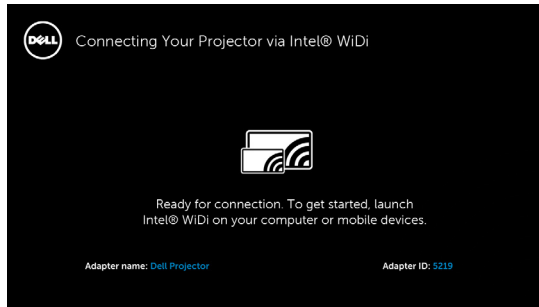 DELL
Connecting Your Projector via Intel® WiDi
Ready for connection. To get started, launch
Intel® WiDi on your computer or mobile devices.
Adapter name: Dell Projector
Adapter ID: 5219